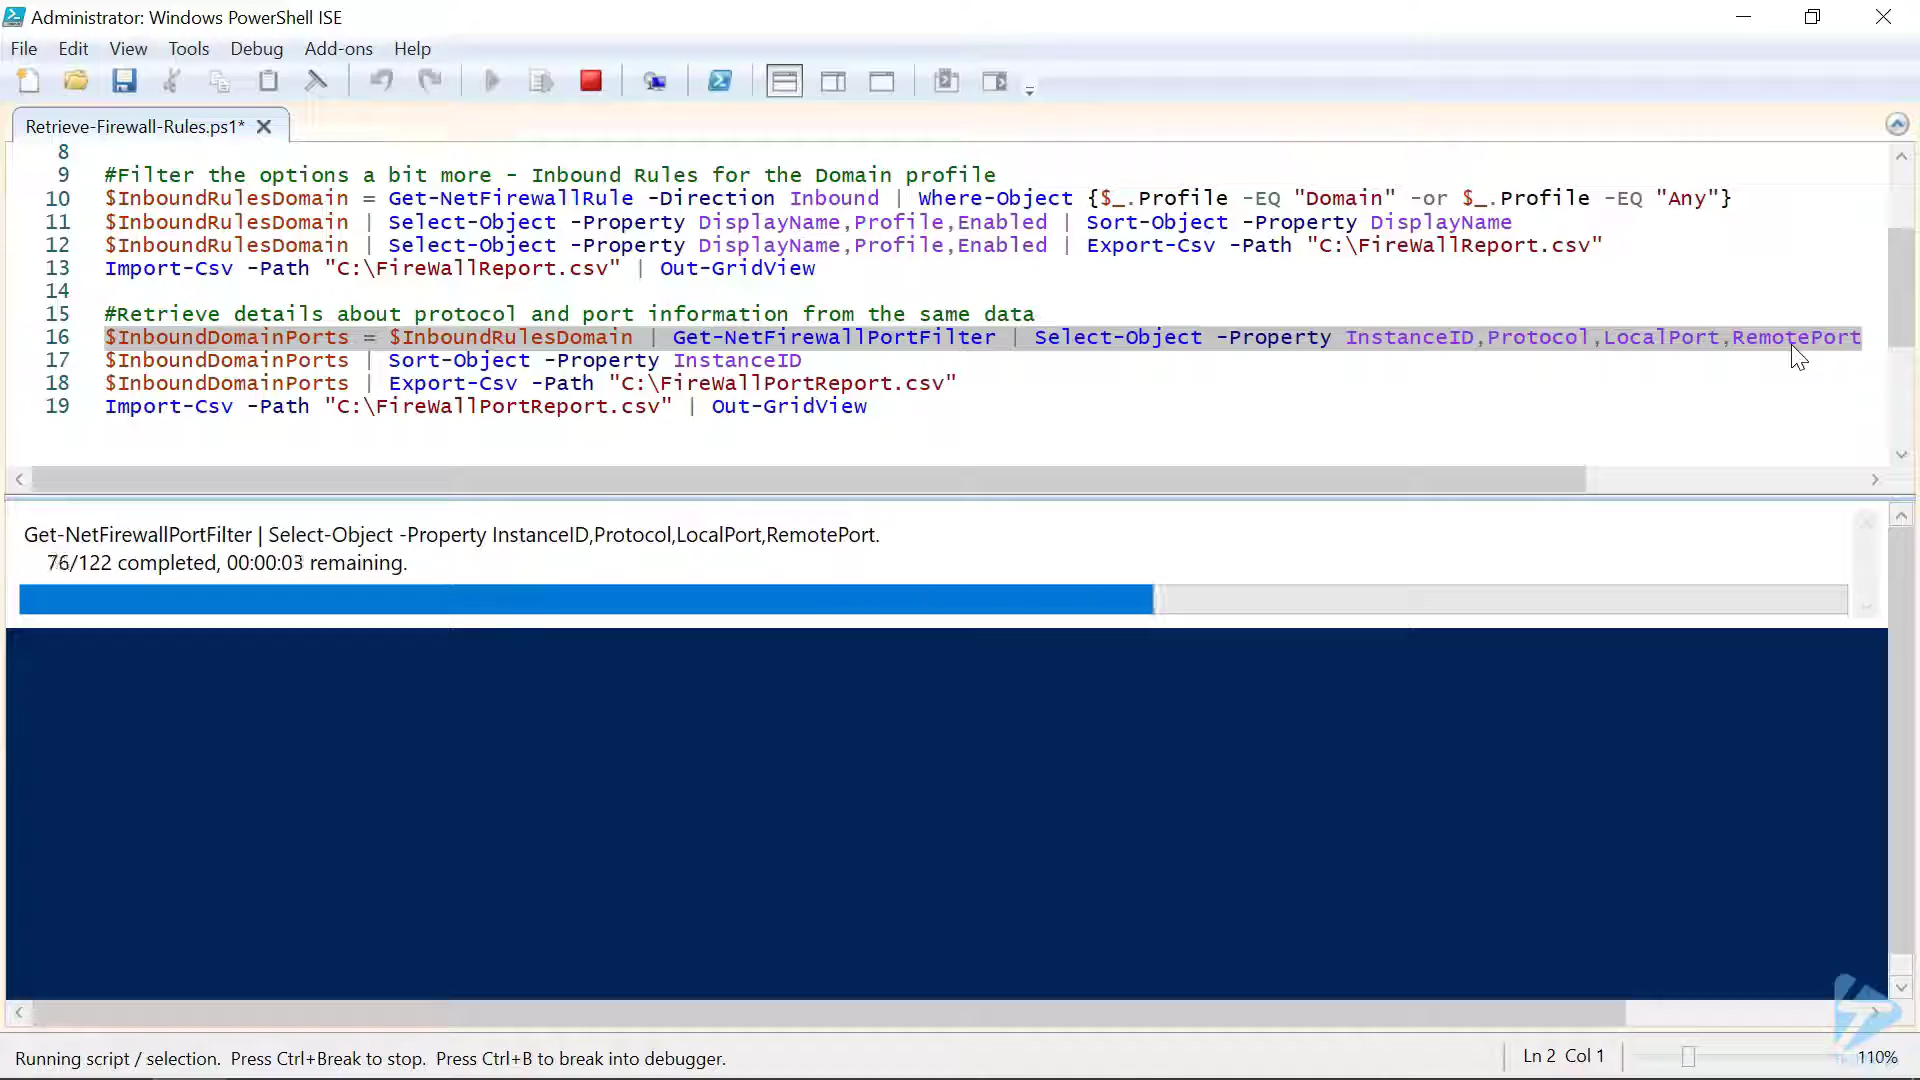 Administrator: Windows PowerShell ISE
File Edit View Tools Debug Add-ons Help
Retrieve-Firewall-Rules.ps1*
8
9 #Filter the options a bit more - Inbound Rules for the Domain profile
10 $InboundRulesDomain = Get-NetFirewallRule -Direction Inbound | Where-Object {$_.Profile -EQ "Domain" -or $_.Profile -EQ "Any"}
11 $InboundRulesDomain | Select-Object -Property DisplayName,Profile,Enabled | Sort-Object -Property DisplayName
12 $InboundRulesDomain | Select-Object -Property DisplayName,Profile,Enabled | Export-Csv -Path "C:\FireWallReport.csv"
13 Import-Csv -Path "C:\FireWallReport.csv" | Out-GridView
14
15 #Retrieve details about protocol and port information from the same data
16 $InboundDomainPorts = $InboundRulesDomain | Get-NetFirewallPortFilter | Select-Object -Property InstanceID,Protocol,LocalPort,RemotePort
17 $InboundDomainPorts | Sort-Object -Property InstanceID
18 $InboundDomainPorts | Export-Csv -Path "C:\FireWallPortReport.csv"
19 Import-Csv -Path "C:\FireWallPortReport.csv" | Out-GridView
Get-NetFirewallPortFilter | Select-Object -Property InstanceID,Protocol,LocalPort,RemotePort.
76/122 completed, 00:00:03 remaining.
Running script / selection. Press Ctrl+Break to stop. Press Ctrl+B to break into debugger.
Ln 2 Col 1
110%